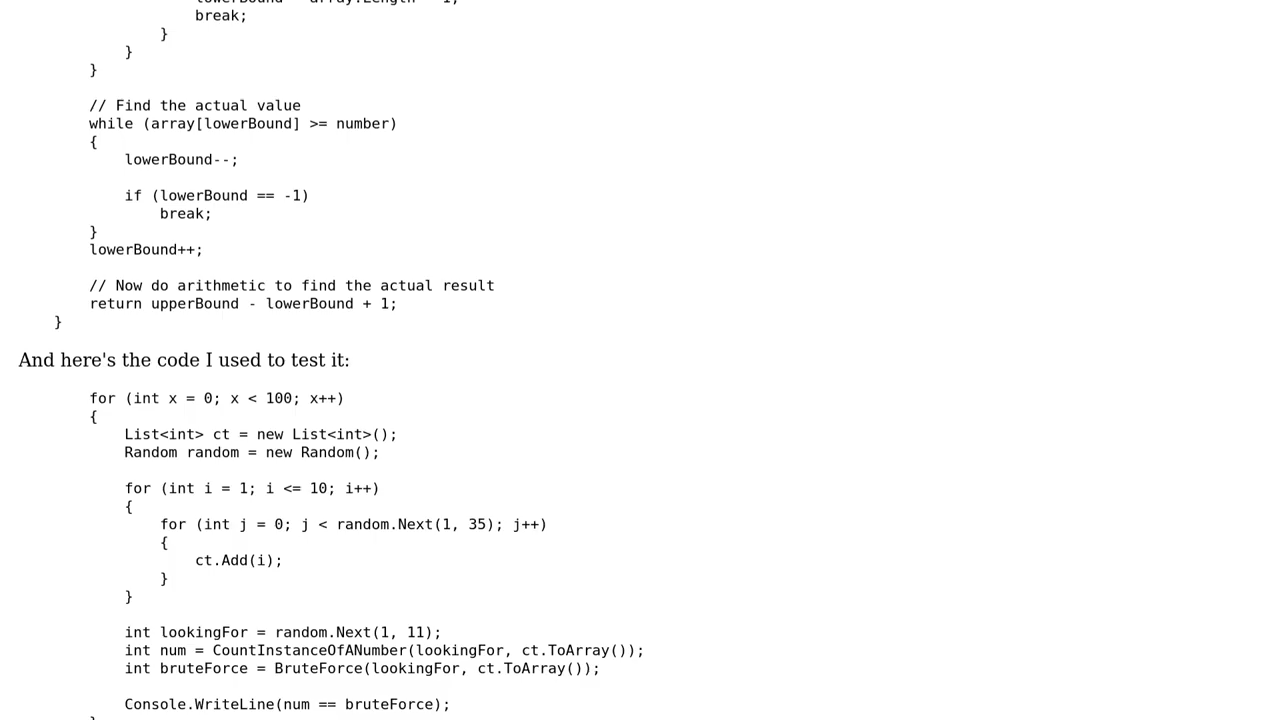 break;
}
}
}
// Find the actual value
while (array[lowerBound] >= number)
{
lowerBound--;
if (lowerBound == -1)
break;
}
lowerBound++;
// Now do arithmetic to find the actual result
return upperBound - lowerBound + 1;
}
And here's the code I used to test it:
for (int x = 0; x < 100; x++)
{
List<int> ct = new List<int>();
Random random = new Random();
for (int i = 1; i <= 10; i++)
{
for (int j = 0; j < random.Next(1, 35); j++)
{
ct.Add(i);
}
}
int lookingFor = random.Next(1, 11);
int num = CountInstanceOfANumber(lookingFor, ct.ToArray());
int bruteForce = BruteForce(lookingFor, ct.ToArray());
Console.WriteLine(num == bruteForce);